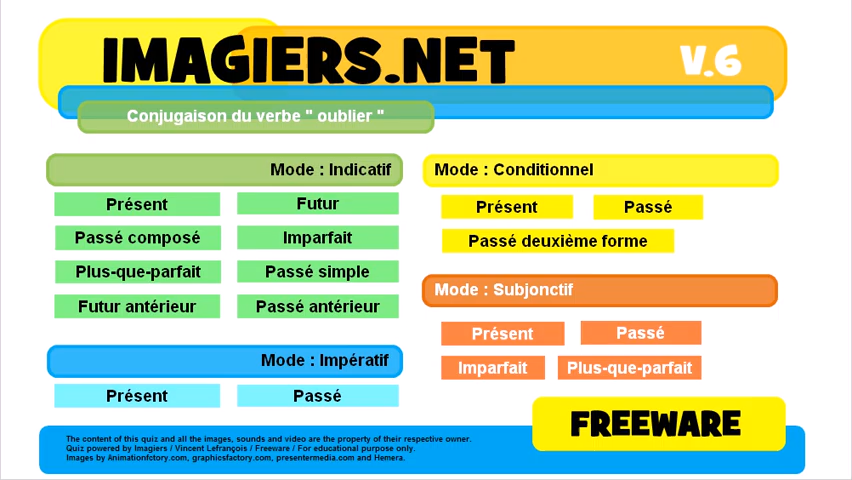 IMAGIERS.NET
V.6
Conjugaison du verbe " oublier "
Mode : Indicatif
Présent
Futur
Passé composé
Imparfait
Plus-que-parfait
Passé simple
Futur antérieur
Passé antérieur
Mode : Impératif
Présent
Passé
Mode : Conditionnel
Présent
Passé
Passé deuxième forme
Mode : Subjonctif
Présent
Passé
Imparfait
Plus-que-parfait
FREEWARE
The content of this quiz and all the images, sounds and video are the property of their respective owner.
Quiz powered by Imagiers / Vincent Lefrançois / Freeware / For educational purpose only.
Images by Animationfctory.com, graphicsfactory.com, presentermedia.com and Hemera.